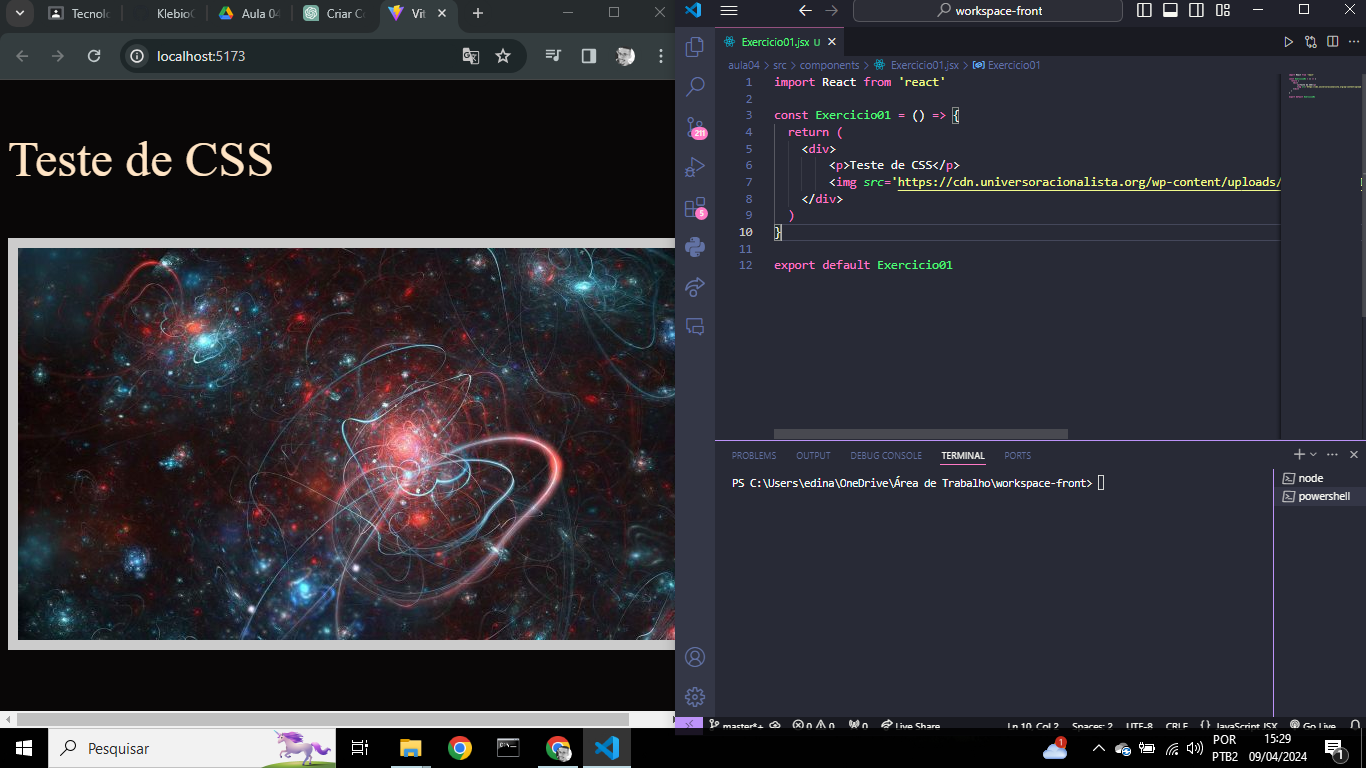 Tecnolo
KlebioC
Aula 04
Criar Ca
Vit
localhost:5173
Teste de CSS
workspace-front
Exercicio01.jsx U
aula04 > src > components > Exercicio01.jsx > Exercicio01
1 import React from 'react'
2
3 const Exercicio01 = () => {
4 return (
5 <div>
6 <p>Teste de CSS</p>
7 <img src='https://cdn.universoracionalista.org/wp-content/uploads/
8 </div>
9 )
10 }
11
12 export default Exercicio01
211
5
PROBLEMS OUTPUT DEBUG CONSOLE TERMINAL PORTS
PS C:\Users\edina\OneDrive\Área de Trabalho\workspace-front>
node
powershell
master*+ 0 0 0 Live Share Ln 10, Col 2 Spaces: 2 UTF-8 CRLF JavaScript JSX Go Live
Pesquisar
1
POR
PTB2
15:29
09/04/2024
1